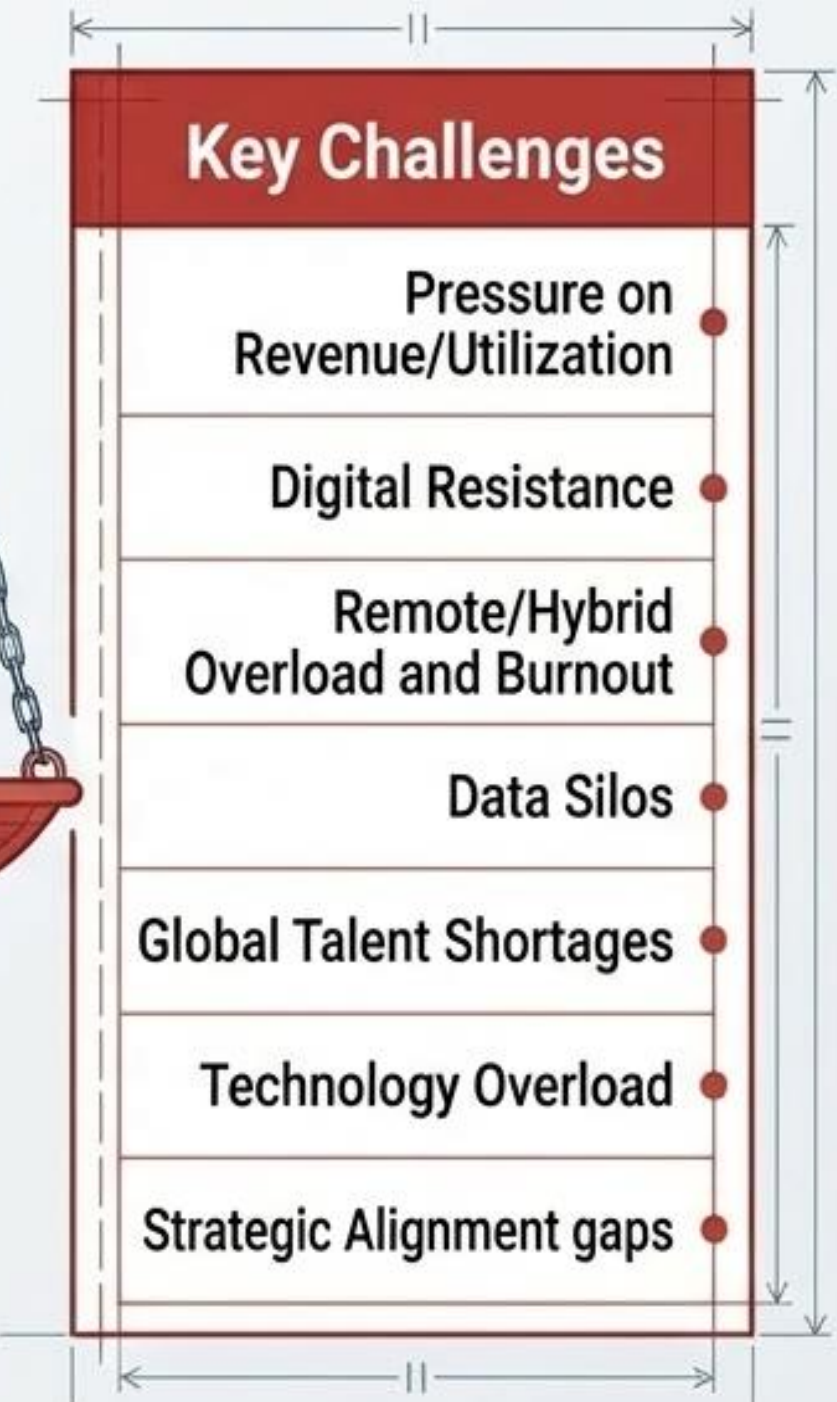 Key Challenges
Pressure on
Revenue/Utilization
Digital Resistance
Remote/Hybrid
Overload and Burnout
Data Silos
Global Talent Shortages
Technology Overload
Strategic Alignment gaps